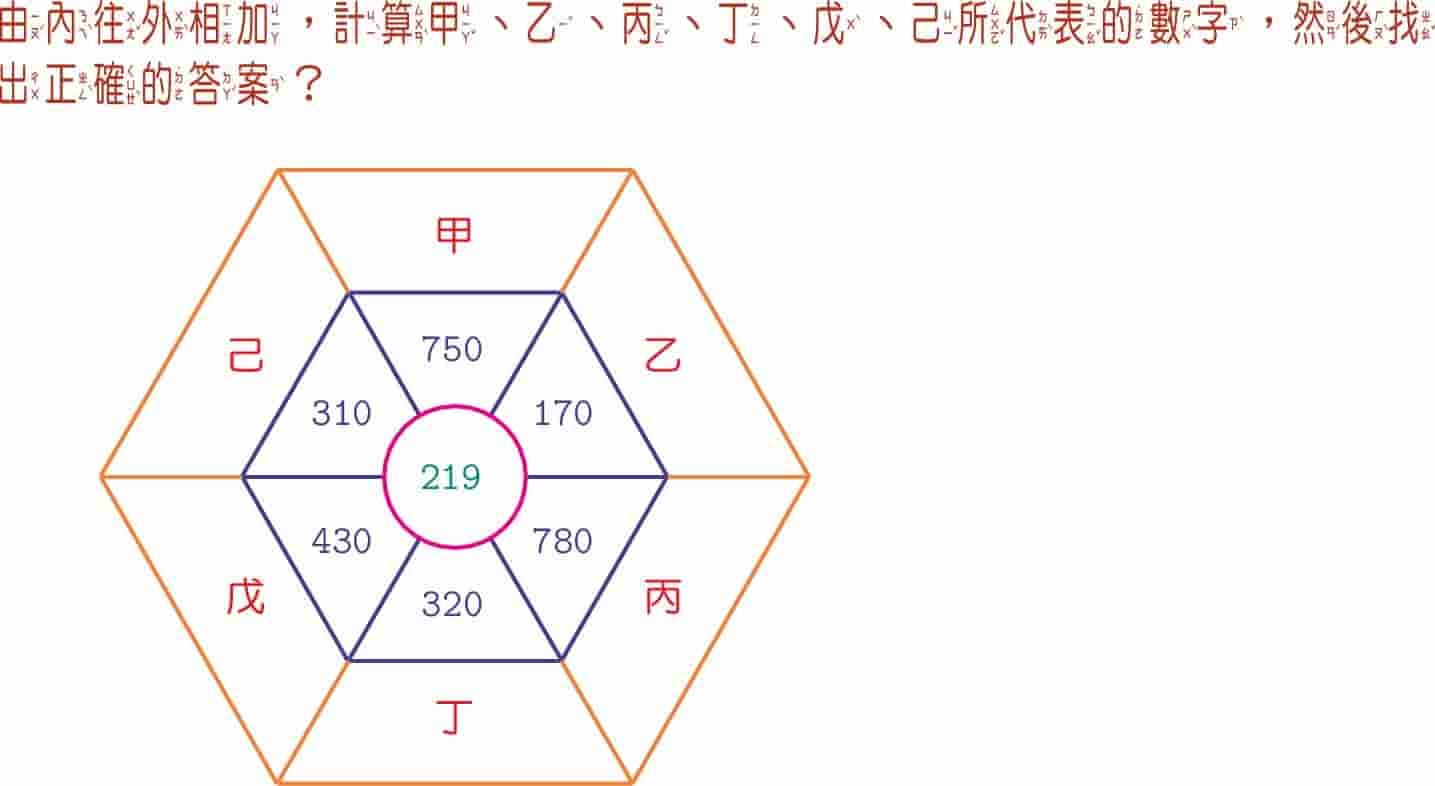 由內往外相加，計算甲、乙、丙、丁、戊、己所代表的數字，然後找
出正確的答案？
甲
己
乙
750
310
170
219
430
780
320
戊
丙
丁